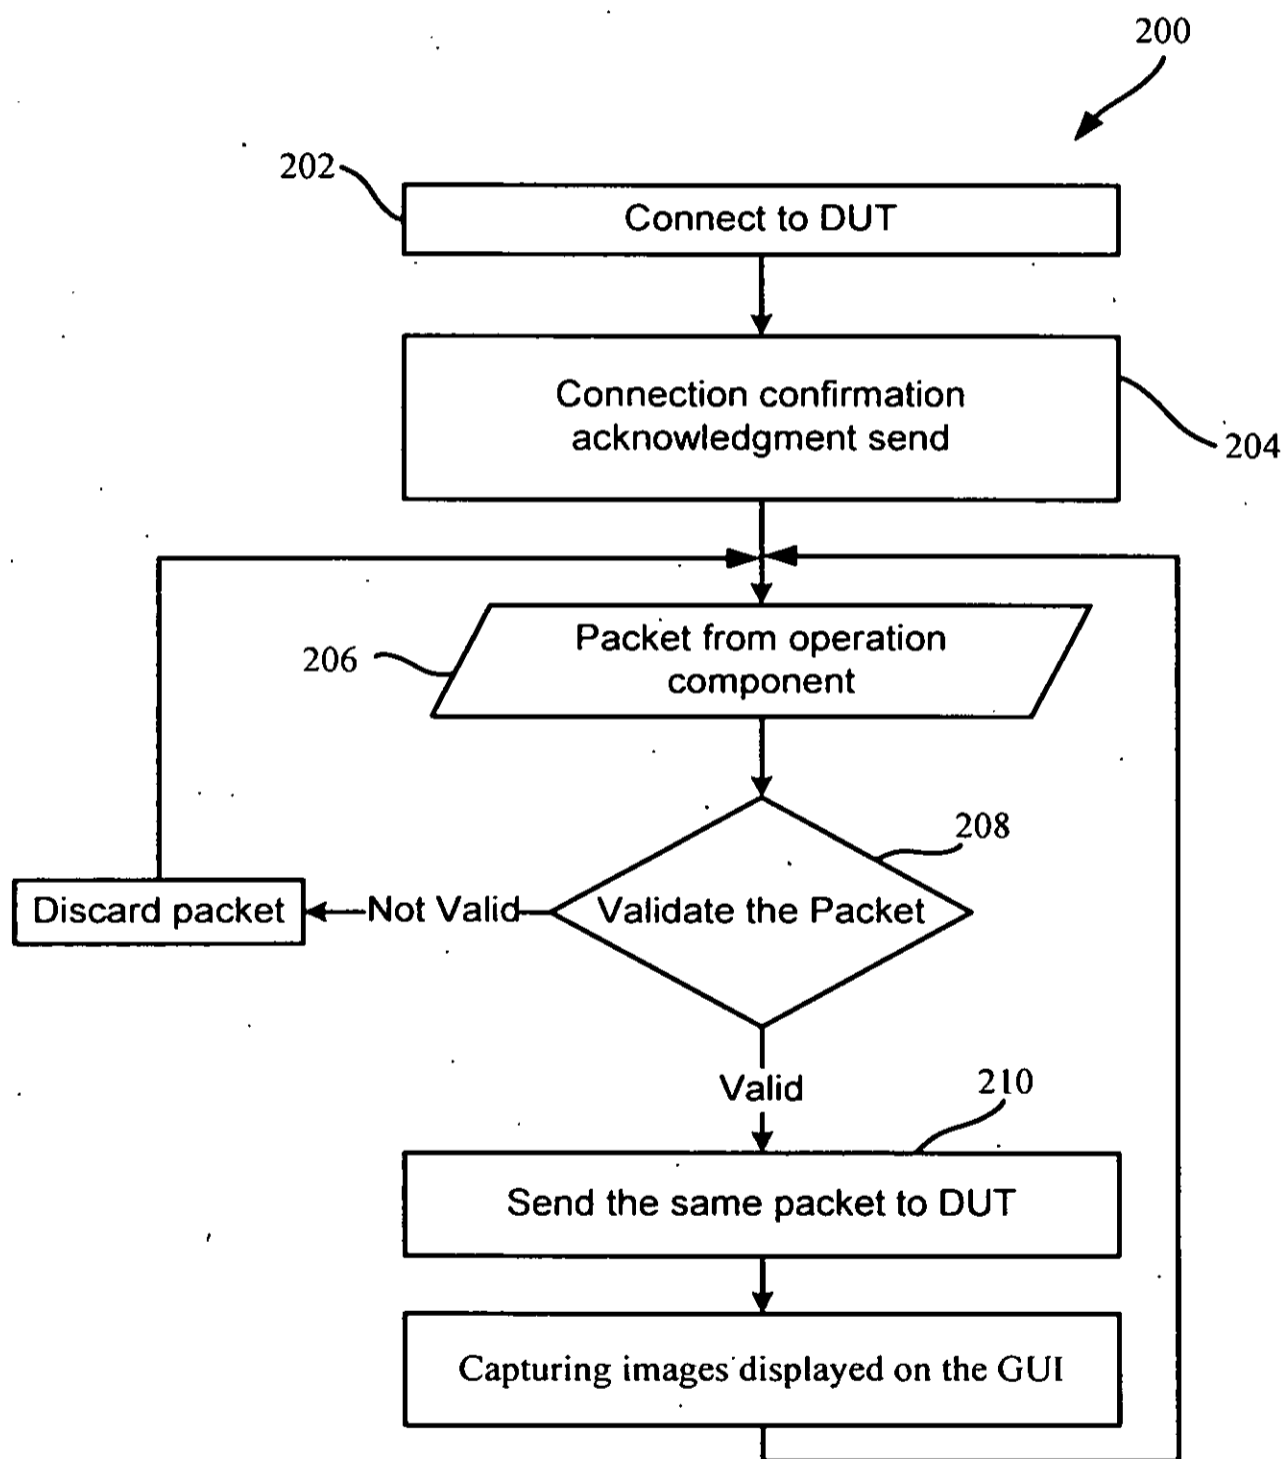 200
202
Connect to DUT
Connection confirmation
acknowledgment send
204
Packet from operation
component
206
208
Validate the Packet
Not Valid
Discard packet
Valid
210
Send the same packet to DUT
Capturing images displayed on the GUI